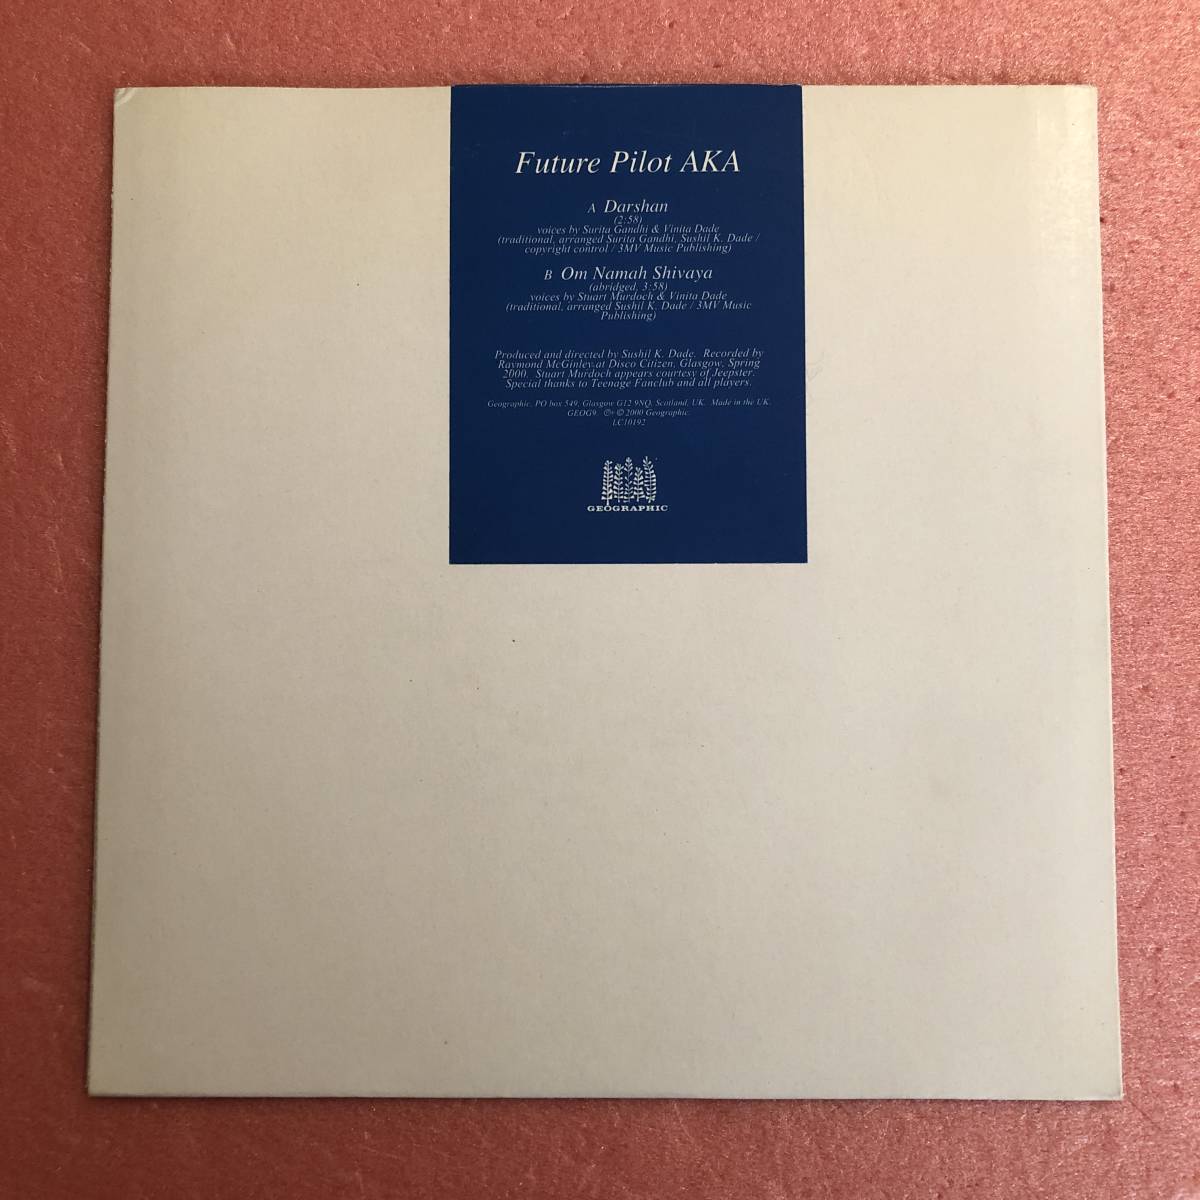 Future Pilot AKA
A Darshan
(2:58)
voices by Surita Gandhi & Vinita Dade
(traditional, arranged Surita Gandhi, Sushil K. Dade /
copyright control / 3MV Music Publishing)
B Om Namah Shivaya
(abridged, 3:58)
voices by Stuart Murdoch & Vinita Dade
(traditional, arranged Sushil K. Dade / 3MV Music
Publishing)
Produced and directed by Sushil K. Dade. Recorded by
Raymond McGinley at Disco Citizen, Glasgow, Spring
2000. Stuart Murdoch appears courtesy of Jeepster.
Special thanks to Teenage Fanclub and all players.
Geographic. PO box 549, Glasgow G12 9NQ, Scotland, UK. Made in the UK.
GEOG9. ℗+ © 2000 Geographic.
LC10192
GEOGRAPHIC